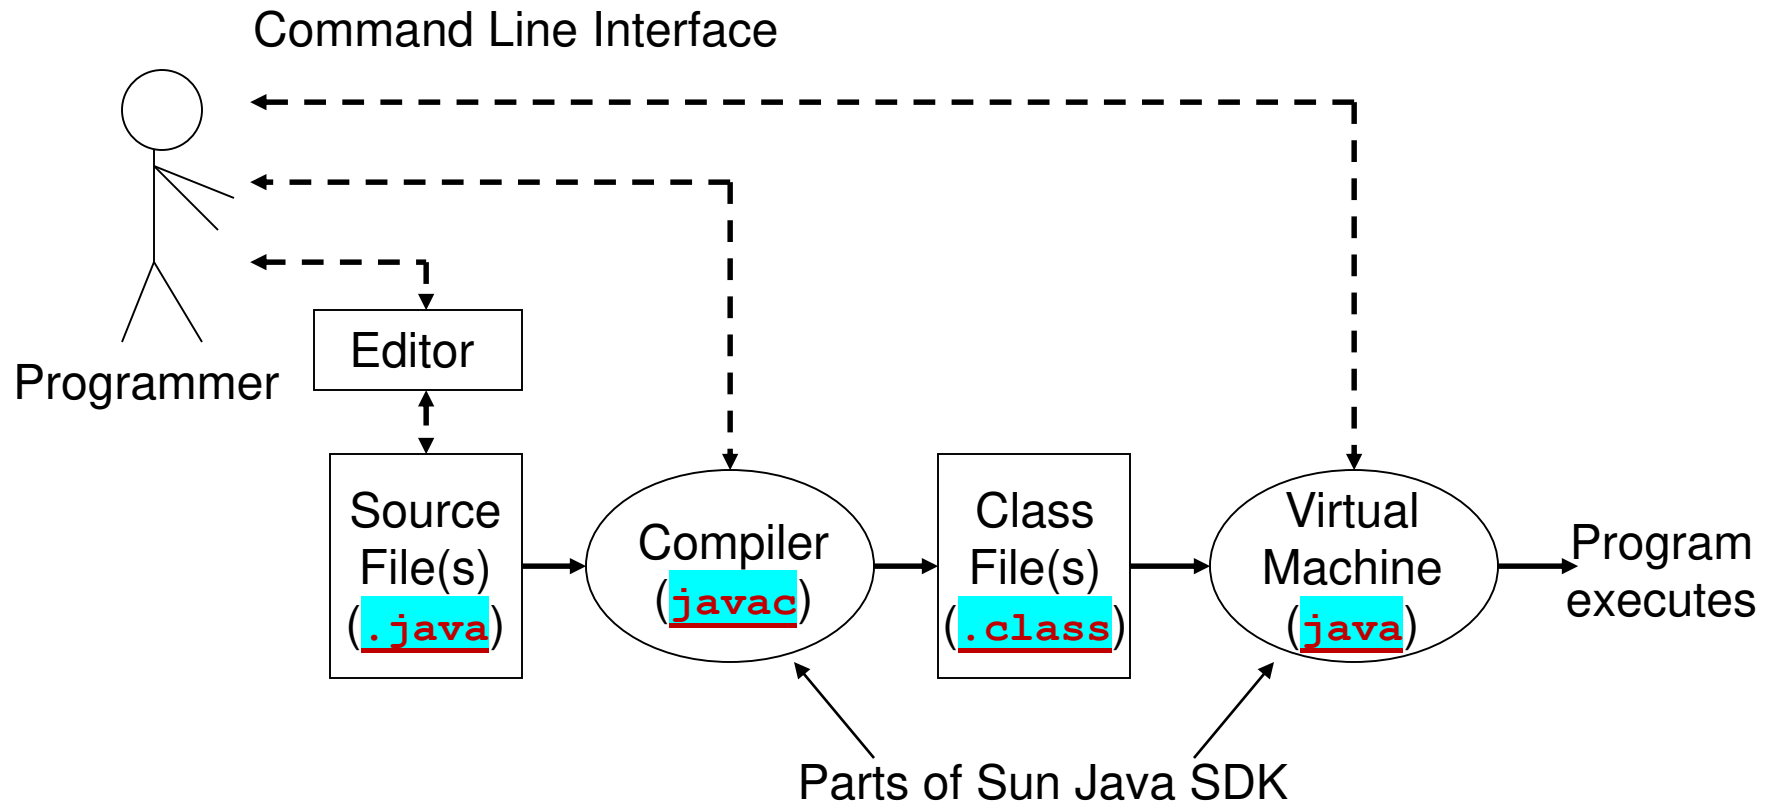 Command Line Interface
Programmer
Editor
Source
File(s)
(.java)
Compiler
(javac)
Class
File(s)
(.class)
Virtual
Machine
(java)
Program
executes
Parts of Sun Java SDK